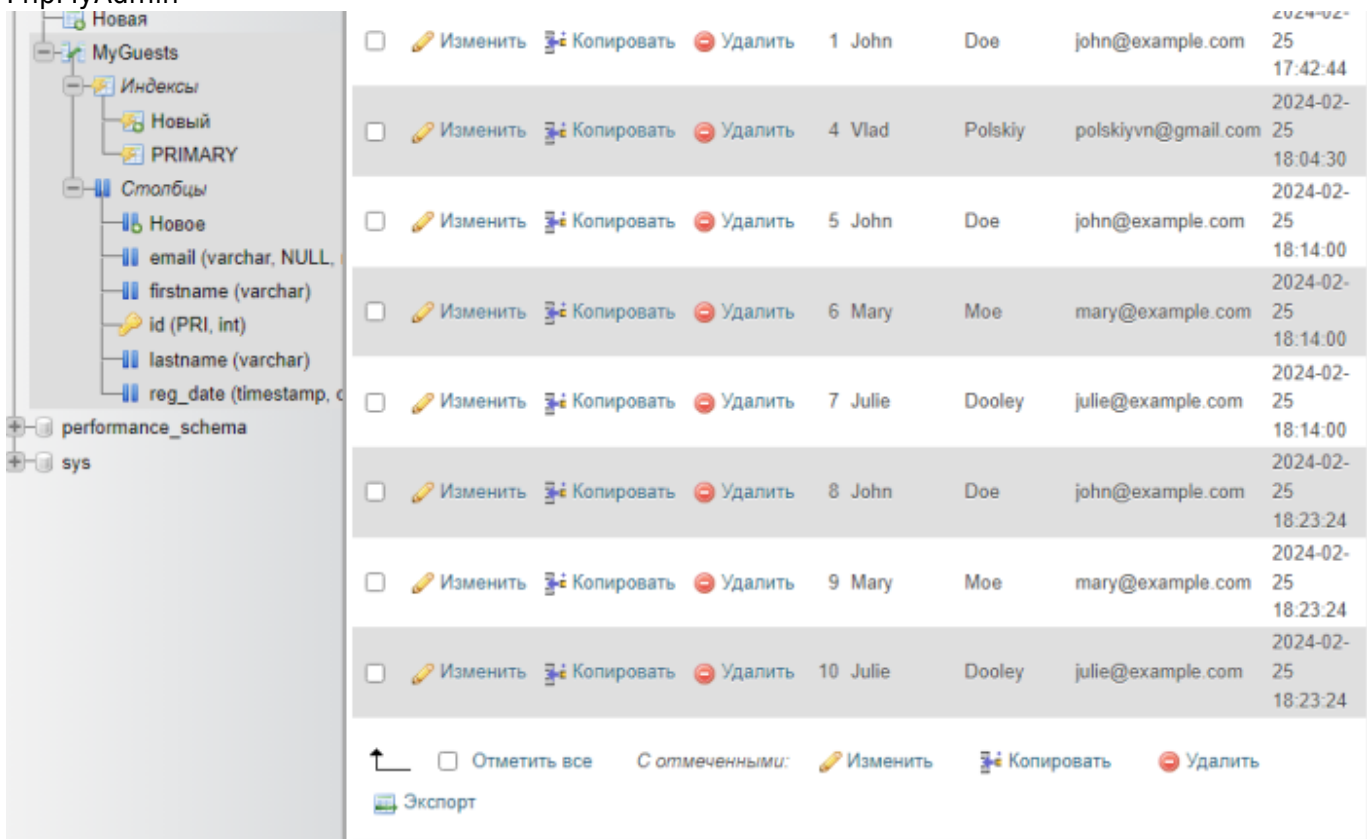 PhpMyAdmin
Новая
MyGuests
Индексы
Новый
PRIMARY
Столбцы
Новое
email (varchar, NULL,
firstname (varchar)
id (PRI, int)
lastname (varchar)
reg_date (timestamp, c
performance_schema
sys
Изменить Копировать Удалить 1 John Doe john@example.com 2024-02-
25
17:42:44
Изменить Копировать Удалить 4 Vlad Polskiy polskiyvn@gmail.com 2024-02-
25
18:04:30
Изменить Копировать Удалить 5 John Doe john@example.com 2024-02-
25
18:14:00
Изменить Копировать Удалить 6 Mary Moe mary@example.com 2024-02-
25
18:14:00
Изменить Копировать Удалить 7 Julie Dooley julie@example.com 2024-02-
25
18:14:00
Изменить Копировать Удалить 8 John Doe john@example.com 2024-02-
25
18:23:24
Изменить Копировать Удалить 9 Mary Moe mary@example.com 2024-02-
25
18:23:24
Изменить Копировать Удалить 10 Julie Dooley julie@example.com 2024-02-
25
18:23:24
Отметить все С отмеченными: Изменить Копировать Удалить
Экспорт